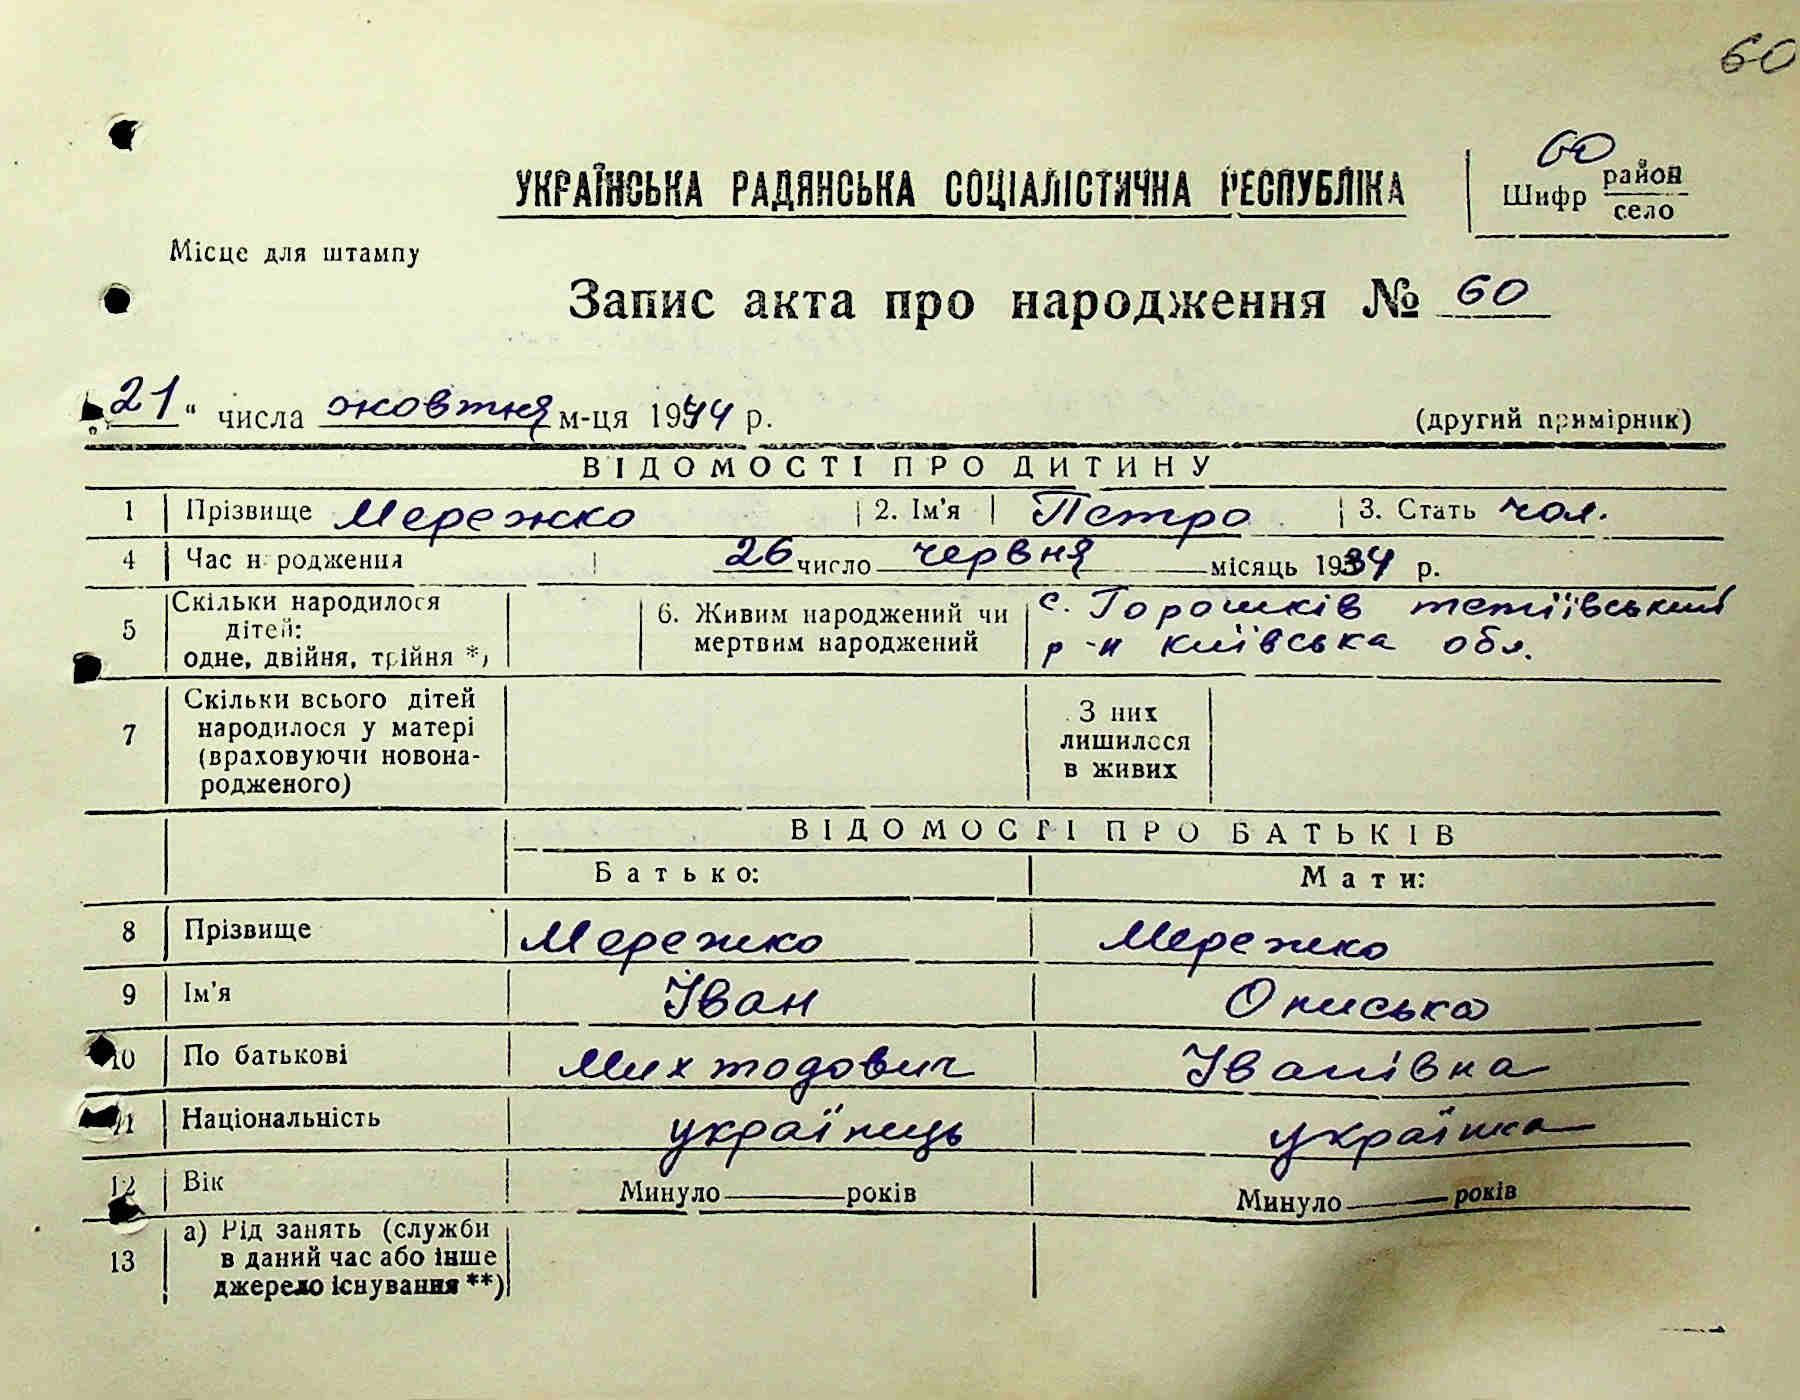 60
60
УКРАЇНСЬКА РАДЯНСЬКА СОЦІАЛІСТИЧНА РЕСПУБЛІКА
Шифр район
село
Місце для штампу
Запис акта про народження № 60
„21“ числа жовтня м-ця 1944 р.
(другий примірник)
ВІДОМОСТІ ПРО ДИТИНУ
1 Прізвище Мережко 2. Ім'я Петро 3. Стать чол.
4 Час народження 26 число червня місяць 1934 р.
5 Скільки народилося дітей: одне, двійня, трійня *)
6. Живим народжений чи мертвим народжений
с. Горошків тетіївський
р-н київська обл.
7 Скільки всього дітей народилося у матері (враховуючи новонародженого)
З них лишилося в живих
ВІДОМОСТІ ПРО БАТЬКІВ
Батько: Мати:
8 Прізвище Мережко Мережко
9 Ім'я Іван Ониська
10 По батькові Михтодович Іванівна
11 Національність українець українка
12 Вік Минуло років Минуло років
13 а) Рід занять (служби
в даний час або інше
джерело існування **)